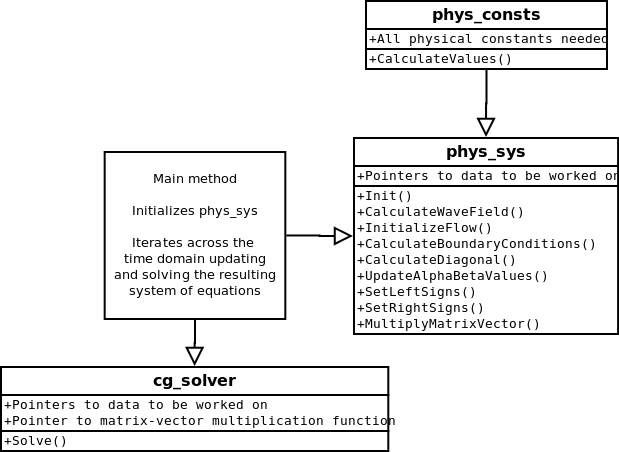 phys_consts
+All physical constants needed
+CalculateValues()
phys_sys
+Pointers to data to be worked on
+Init()
+CalculateWaveField()
+InitializeFlow()
+CalculateBoundaryConditions()
+CalculateDiagonal()
+UpdateAlphaBetaValues()
+SetLeftSigns()
+SetRightSigns()
+MultiplyMatrixVector()
Main method
Initializes phys_sys
Iterates across the
time domain updating
and solving the resulting
system of equations
cg_solver
+Pointers to data to be worked on
+Pointer to matrix-vector multiplication function
+Solve()